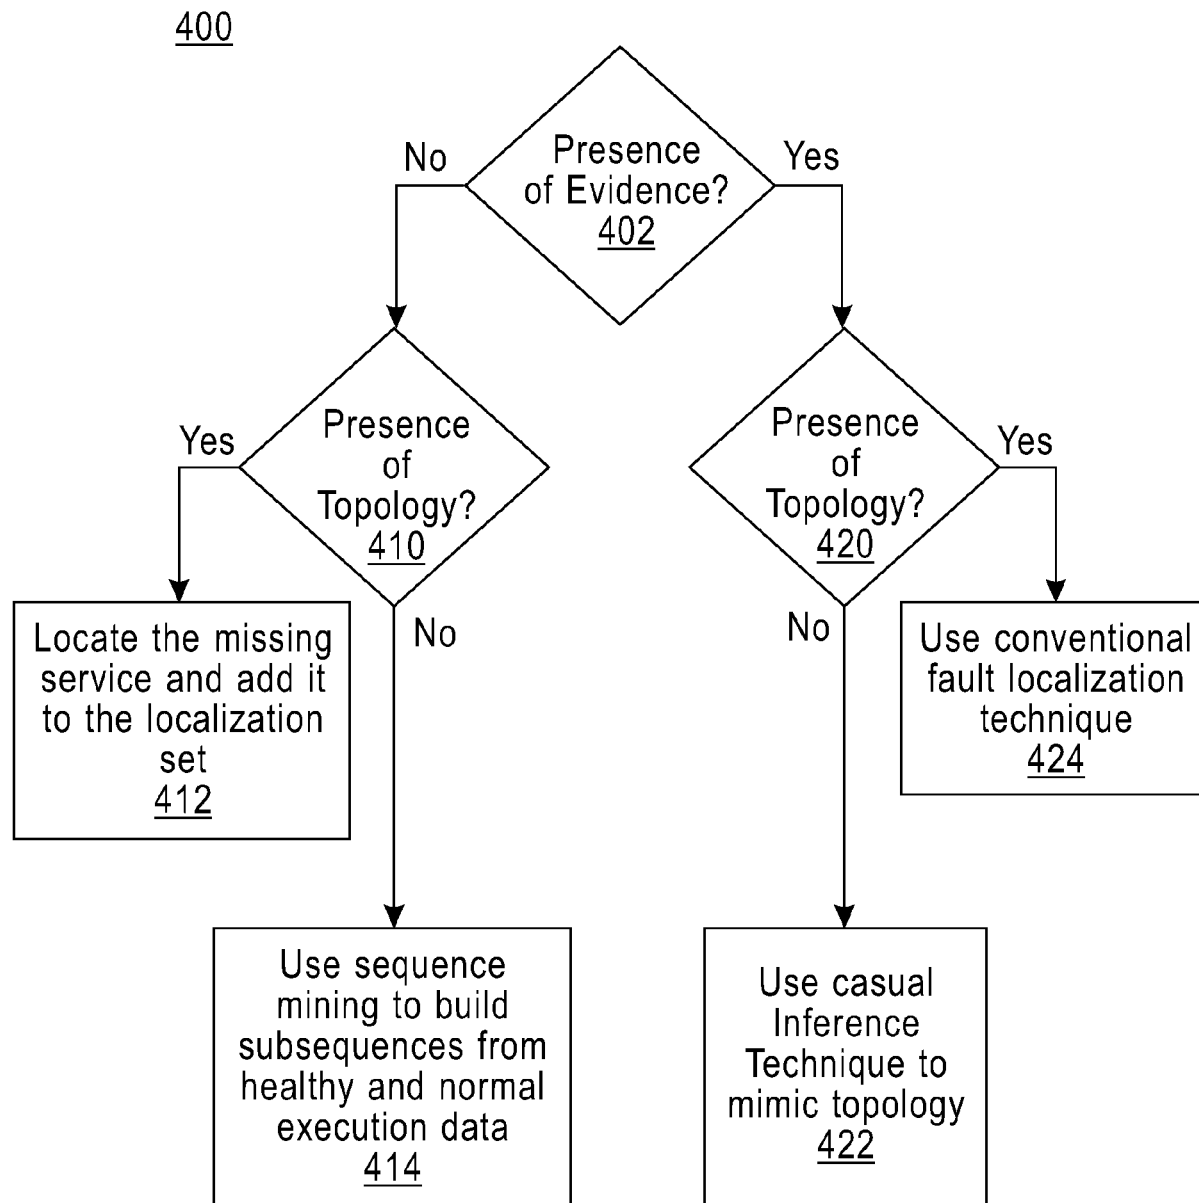 400
Presence
of Evidence?
402
No
Yes
Presence
of
Topology?
410
Yes
No
Presence
of
Topology?
420
Yes
No
Locate the missing
service and add it
to the localization
set
412
Use conventional
fault localization
technique
424
Use sequence
mining to build
subsequences from
healthy and normal
execution data
414
Use casual
Inference
Technique to
mimic topology
422